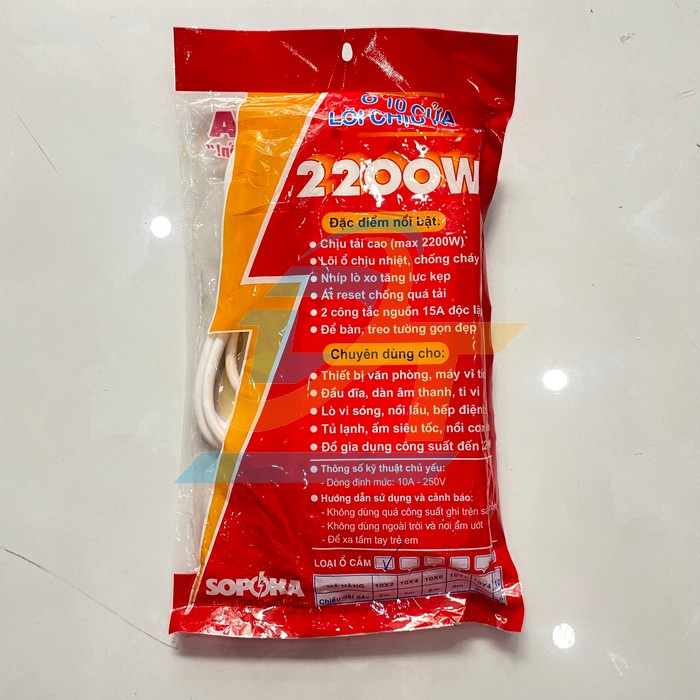 Ổ 10 CỬA
LÕI CHỊU
2200W
Đặc điểm nổi bật:
• Chịu tải cao (max 2200W)
• Lõi ổ chịu nhiệt, chống cháy
• Nhíp lò xo tăng lực kẹp
• Át reset chống quá tải
• 2 công tắc nguồn 15A độc lập
• Để bàn, treo tường gọn đẹp
Chuyên dùng cho:
• Thiết bị văn phòng, máy vi
• Đầu đĩa, dàn âm thanh, ti vi
• Lò vi sóng, nồi lẩu, bếp điện
• Tủ lạnh, ấm siêu tốc, nồi
• Đồ gia dụng công suất đến
• Thông số kỹ thuật chủ yếu:
- Dòng định mức: 10A - 250V
• Hướng dẫn sử dụng và cảnh báo:
- Không dùng quá công suất ghi trên
- Không dùng ngoài trời và nơi ẩm ướt
- Để xa tầm tay trẻ em
LOẠI Ổ CẮM
MÃ HÀNG 10X2 10X4 10X6
Chiều dài dây
SOPOKA